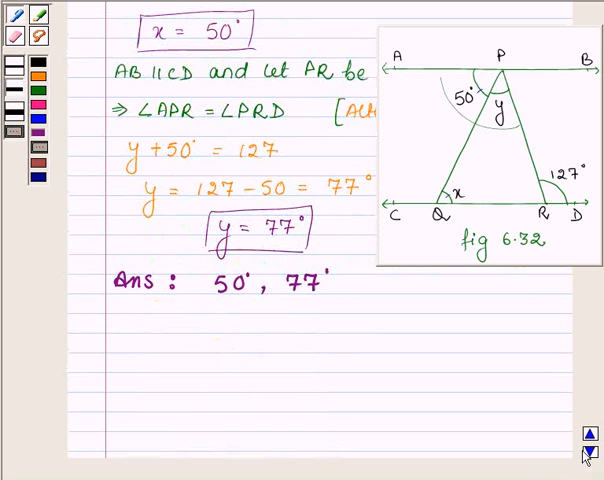 x = 50°
AB || CD and let PR be
⇒ ∠APR = ∠PRD [Alt
y + 50° = 127
y = 127 - 50 = 77°
y = 77°
Ans : 50°, 77°
A P B
50° y
127°
x
C Q R D
fig 6.32